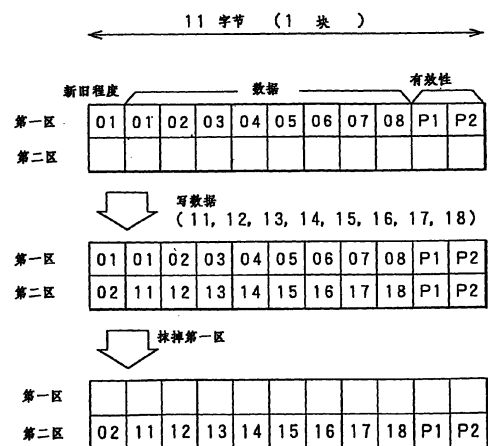 11 字节 (1 块 )
新旧程度 数据 有效性
第一区 01 01 02 03 04 05 06 07 08 P1 P2
第二区
写数据
(11, 12, 13, 14, 15, 16, 17, 18)
第一区 01 01 02 03 04 05 06 07 08 P1 P2
第二区 02 11 12 13 14 15 16 17 18 P1 P2
抹掉第一区
第一区
第二区 02 11 12 13 14 15 16 17 18 P1 P2